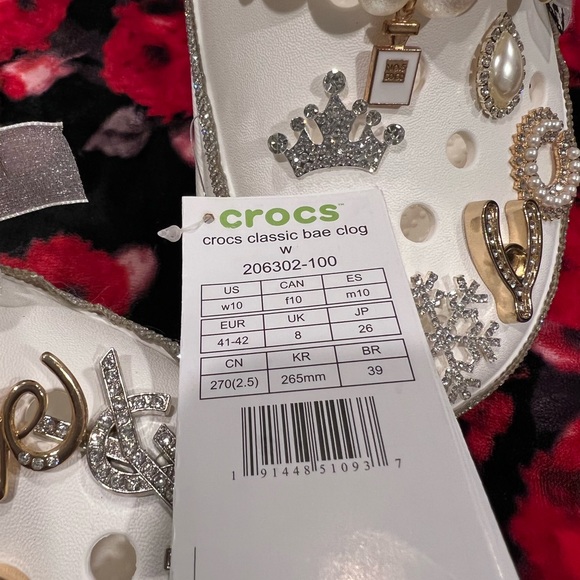 crocs™
crocs classic bae clog
w
206302-100
US CAN ES
w10 f10 m10
EUR UK JP
41-42 8 26
CN KR BR
270(2.5) 265mm 39
1 91448 51093 7